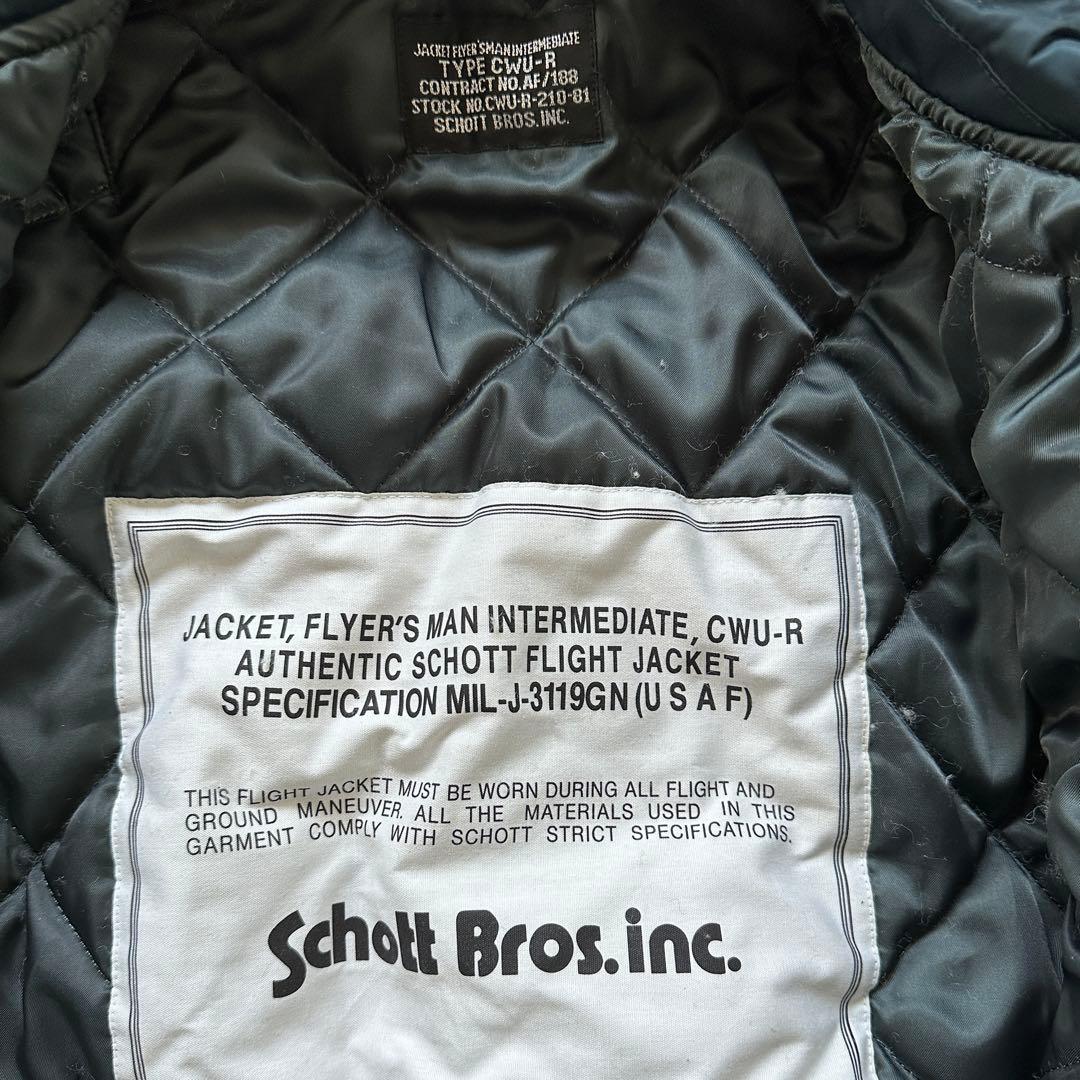 JACKET FLYER'S MAN INTERMEDIATE
TYPE CWU-R
CONTRACT NO. AF/188
STOCK NO. CWU-R-210-81
SCHOTT BROS. INC.
JACKET, FLYER'S MAN INTERMEDIATE, CWU-R
AUTHENTIC SCHOTT FLIGHT JACKET
SPECIFICATION MIL-J-3119GN (U S A F)
THIS FLIGHT JACKET MUST BE WORN DURING ALL FLIGHT AND
GROUND MANEUVER. ALL THE MATERIALS USED IN THIS
GARMENT COMPLY WITH SCHOTT STRICT SPECIFICATIONS.
Schott Bros. inc.